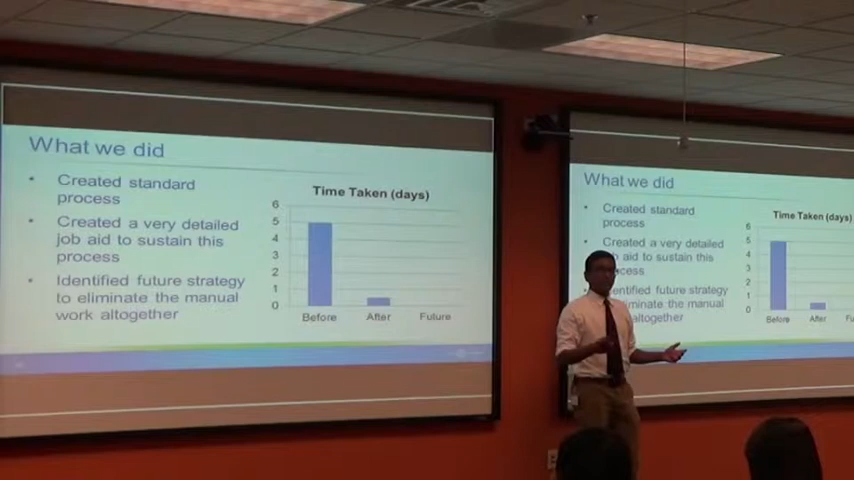 What we did
• Created standard
process
• Created a very detailed
job aid to sustain this
process
• Identified future strategy
to eliminate the manual
work altogether
Time Taken (days)
6
5
4
3
2
1
0
Before After Future
What we did
• Created standard
process
• Created a very detailed
aid to sustain this
process
future strategy
eliminate the manual
altogether
Time Taken (days)
6
5
4
3
2
1
0
Before After